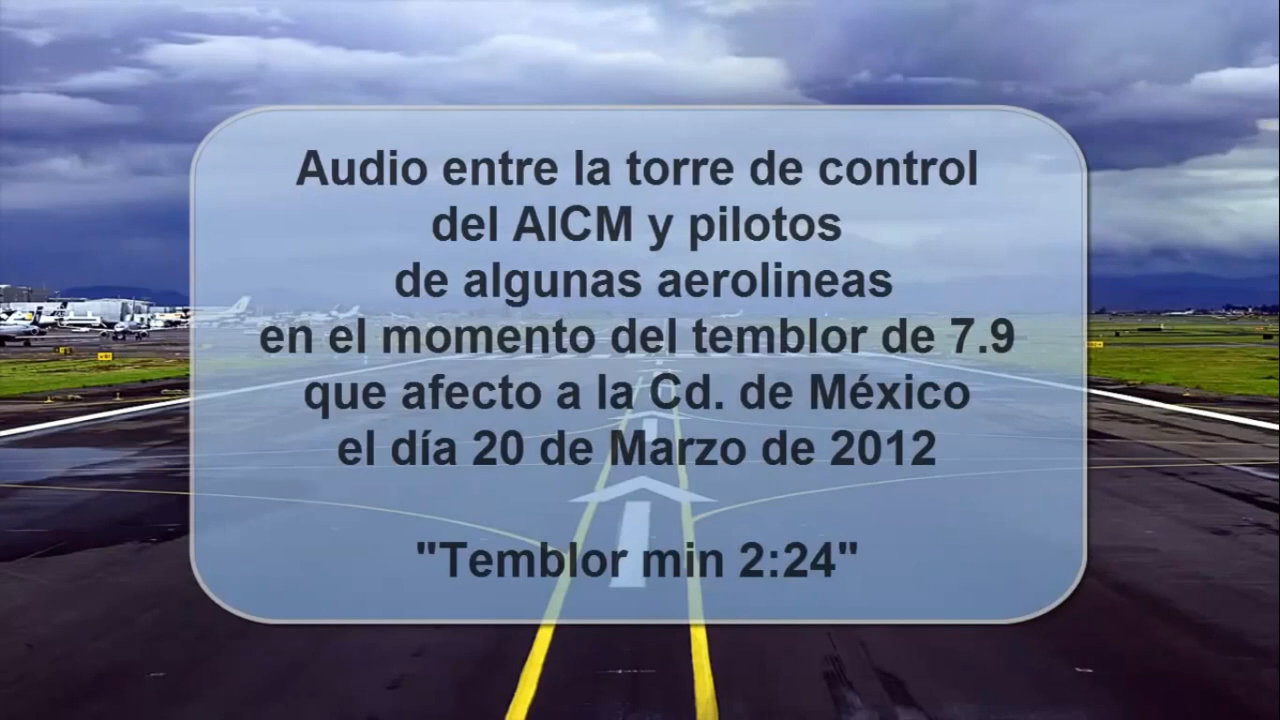 Audio entre la torre de control
del AICM y pilotos
de algunas aerolineas
en el momento del temblor de 7.9
que afecto a la Cd. de México
el día 20 de Marzo de 2012
"Temblor min 2:24"